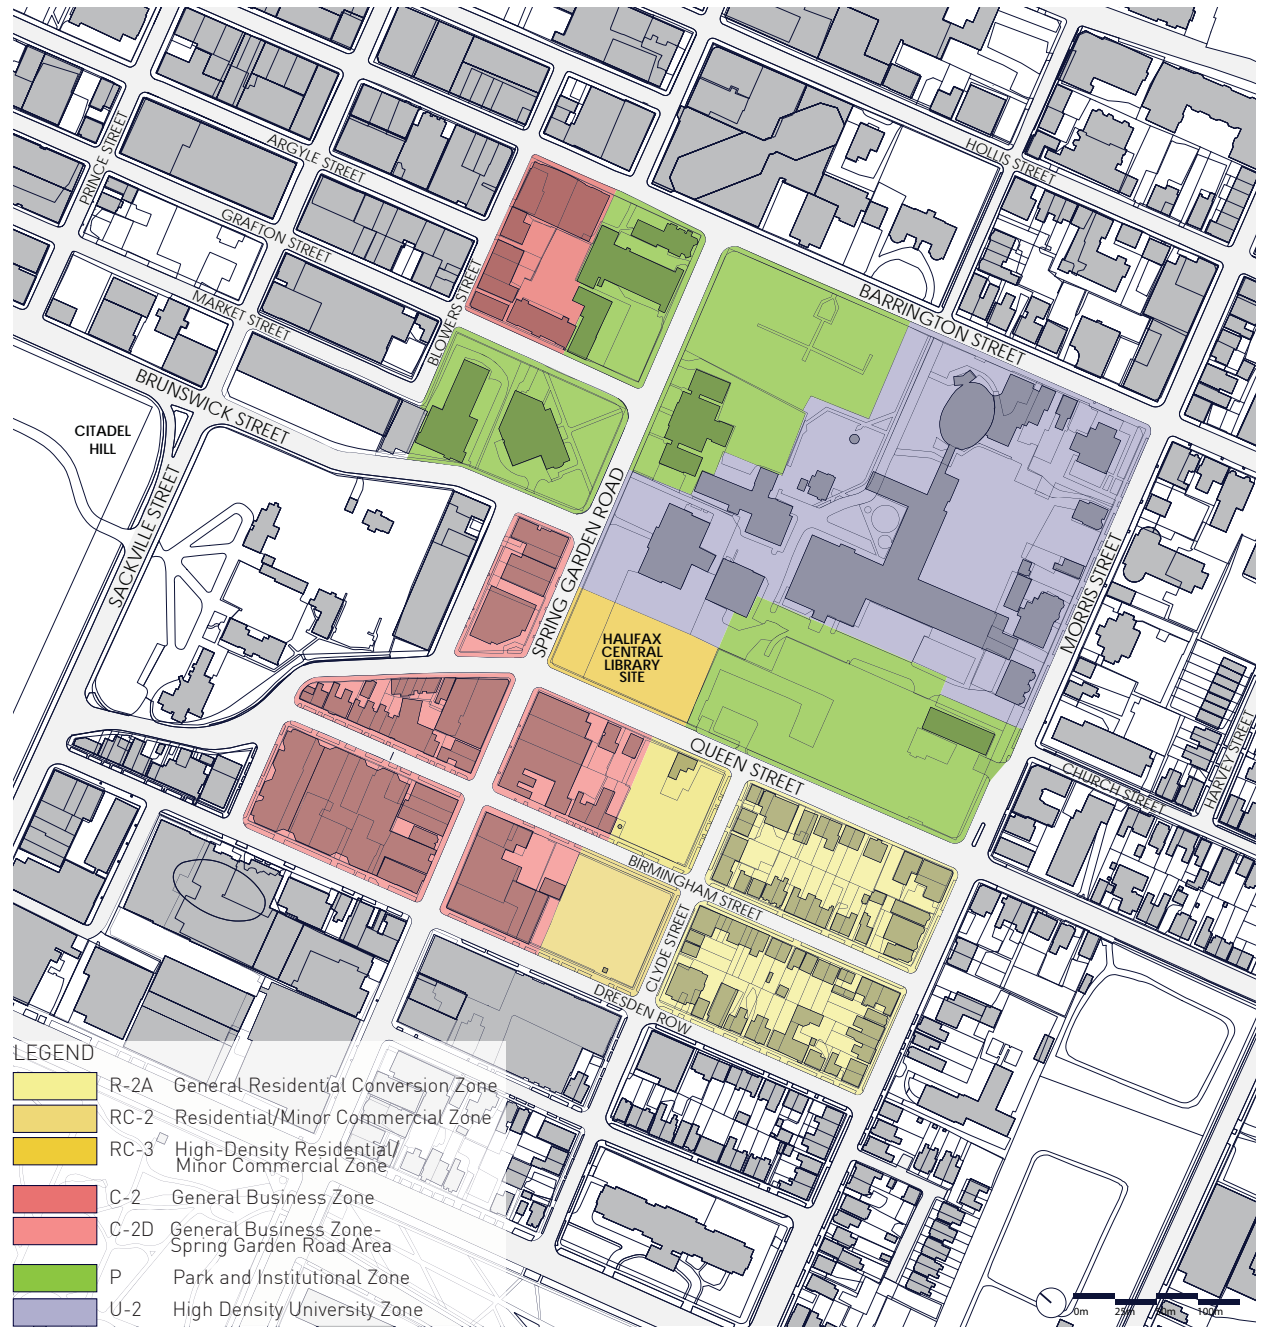 HOLLIS STREET
ARGYLE STREET
PRINCE STREET
GRAFTON STREET
MARKET STREET
BLOWERS STREET
BARRINGTON STREET
BRUNSWICK STREET
CITADEL
HILL
SACKVILLE STREET
SPRING GARDEN ROAD
MORRIS STREET
HALIFAX
CENTRAL
LIBRARY
SITE
QUEEN STREET
CHURCH STREET
HARVEY STREET
BIRMINGHAM STREET
CLYDE STREET
DRESDEN ROW
LEGEND
R-2A General Residential Conversion Zone
RC-2 Residential/Minor Commercial Zone
RC-3 High-Density Residential/
Minor Commercial Zone
C-2 General Business Zone
C-2D General Business Zone-
Spring Garden Road Area
P Park and Institutional Zone
U-2 High Density University Zone
0m 25m 100m